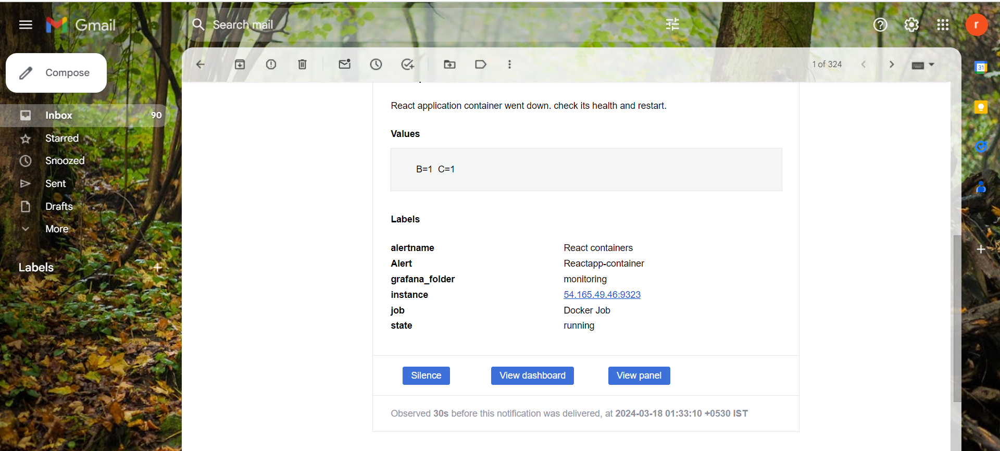 Gmail
Search mail
r
Compose
1 of 324
31
Inbox 90
Starred
Snoozed
Sent
Drafts
More
Labels
React application container went down. check its health and restart.
Values
B=1 C=1
Labels
alertname React containers
Alert Reactapp-container
grafana_folder monitoring
instance 54.165.49.46:9323
job Docker Job
state running
Silence View dashboard View panel
Observed 30s before this notification was delivered, at 2024-03-18 01:33:10 +0530 IST